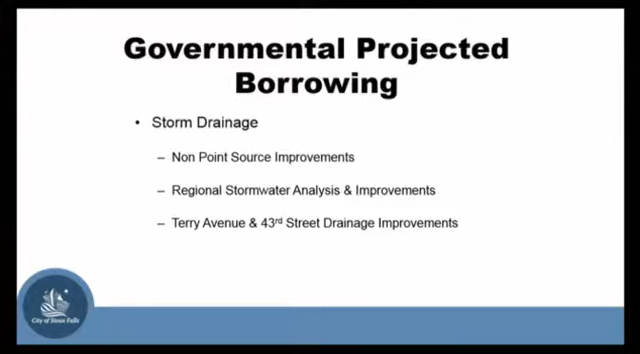 Governmental Projected
Borrowing
• Storm Drainage
– Non Point Source Improvements
– Regional Stormwater Analysis & Improvements
– Terry Avenue & 43rd Street Drainage Improvements
City of Sioux Falls